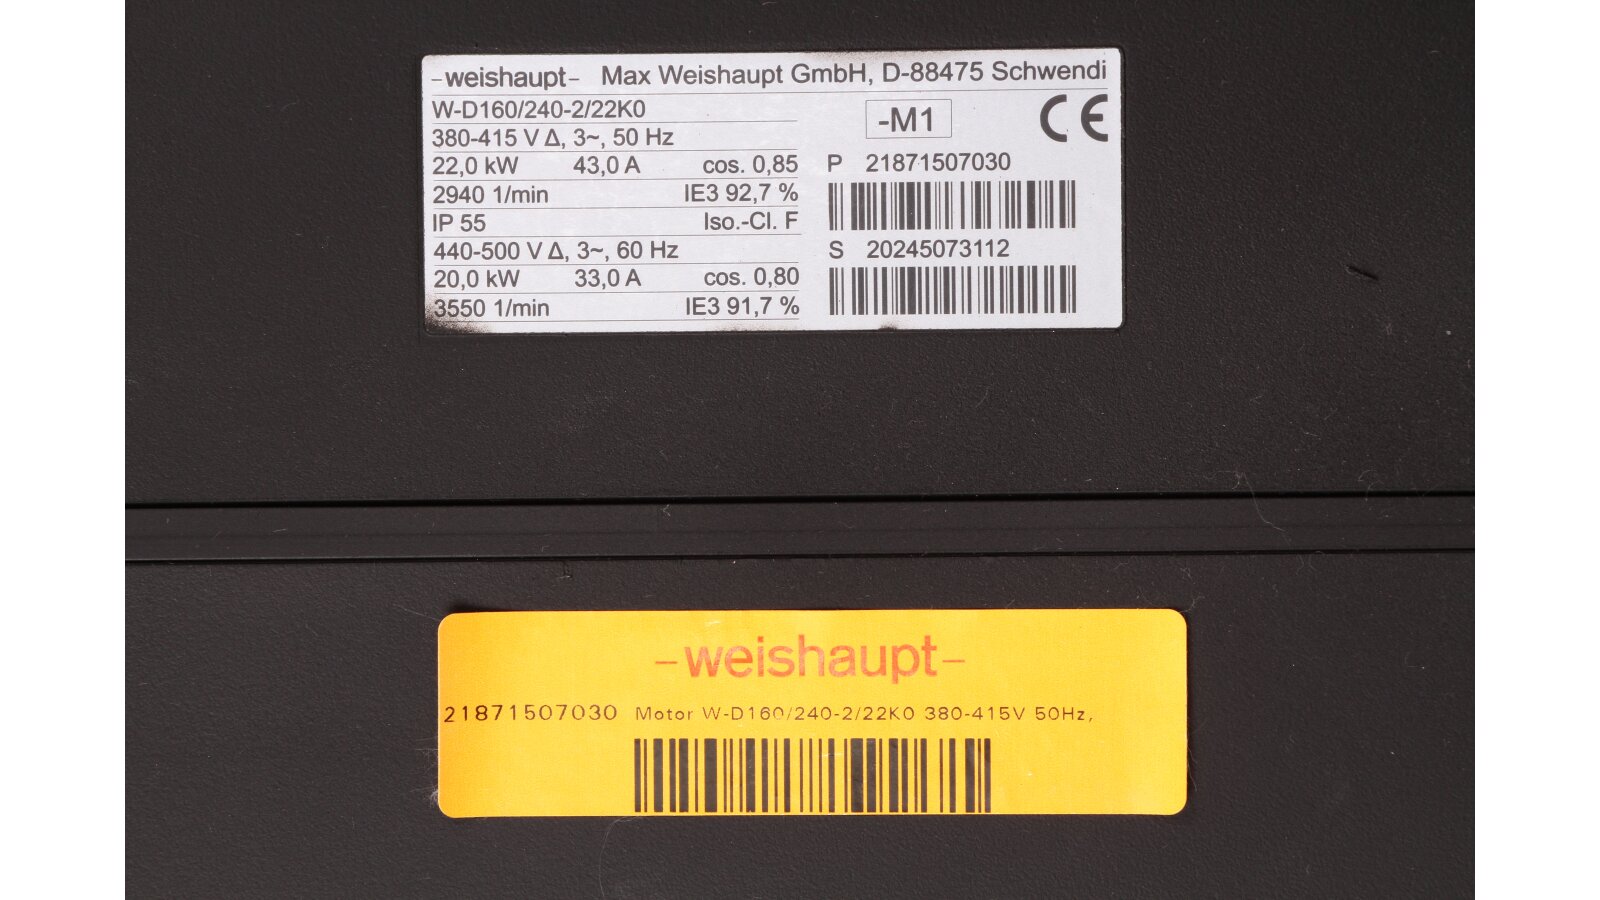 -weishaupt- Max Weishaupt GmbH, D-88475 Schwendi
W-D160/240-2/22K0
-M1
CE
380-415 V Δ, 3~, 50 Hz
22,0 kW 43,0 A cos. 0,85
P 21871507030
2940 1/min IE3 92,7 %
IP 55 Iso.-Cl. F
440-500 V Δ, 3~, 60 Hz
S 20245073112
20,0 kW 33,0 A cos. 0,80
3550 1/min IE3 91,7 %
-weishaupt-
21871507030 Motor W-D160/240-2/22K0 380-415V 50Hz,